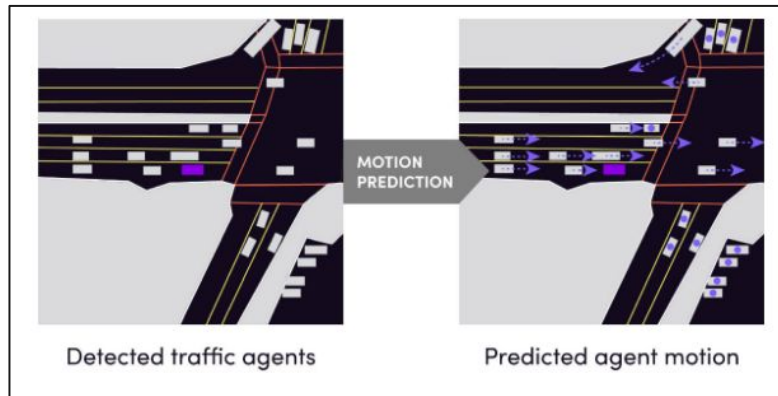 MOTION
PREDICTION
Detected traffic agents
Predicted agent motion